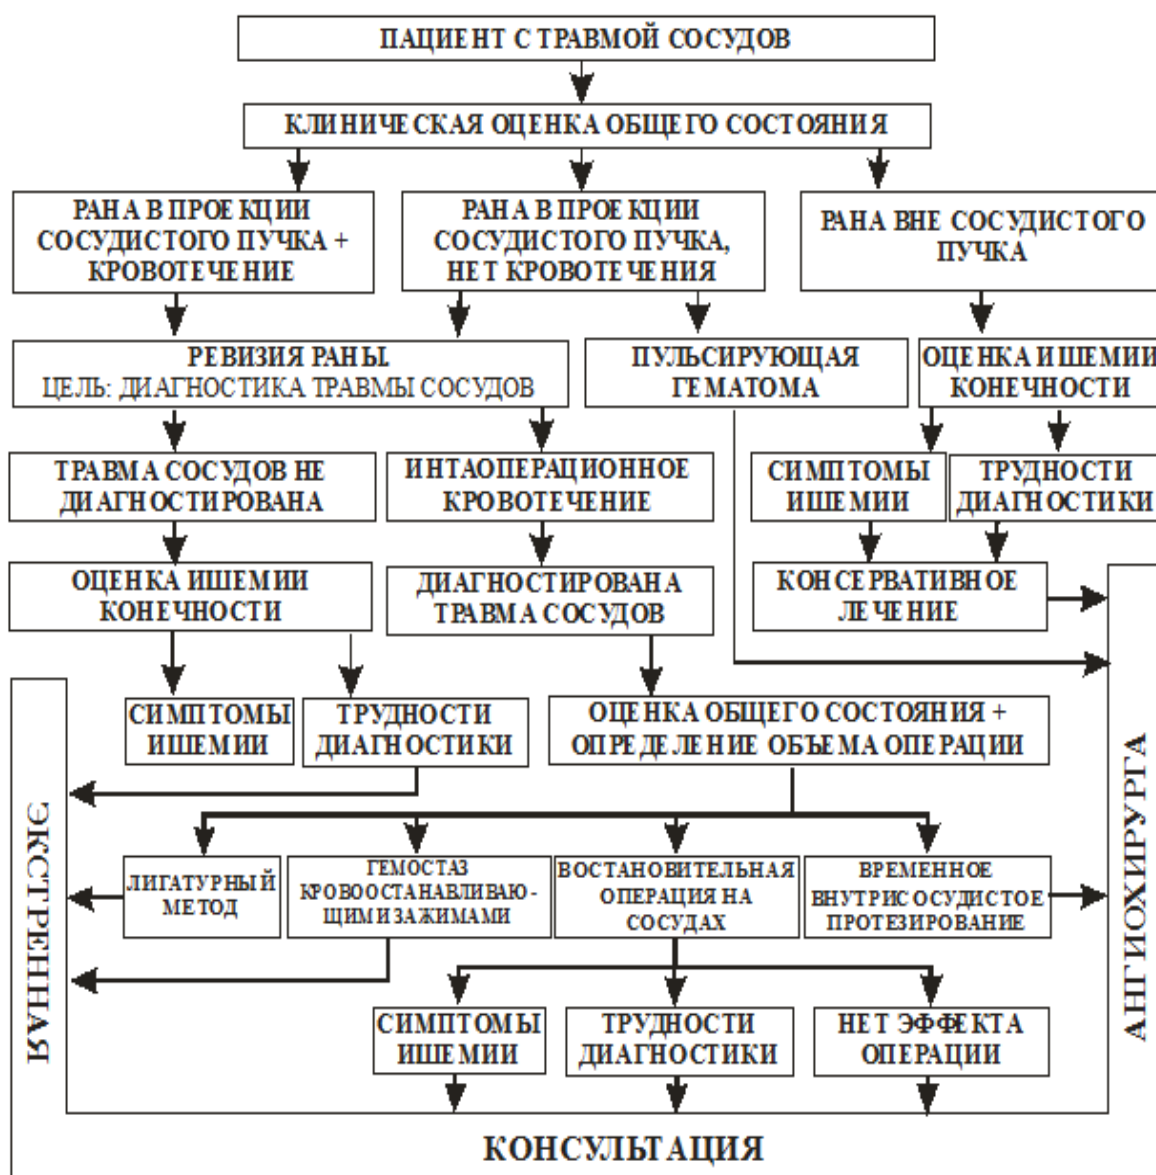 ПАЦИЕНТ С ТРАВМОЙ СОСУДОВ
КЛИНИЧЕСКАЯ ОЦЕНКА ОБЩЕГО СОСТОЯНИЯ
РАНА В ПРОЕКЦИИ
СОСУДИСТОГО ПУЧКА +
КРОВОТЕЧЕНИЕ
РАНА В ПРОЕКЦИИ
СОСУДИСТОГО ПУЧКА,
НЕТ КРОВОТЕЧЕНИЯ
РАНА ВНЕ СОСУДИСТОГО
ПУЧКА
РЕВИЗИЯ РАНЫ.
ЦЕЛЬ: ДИАГНОСТИКА ТРАВМЫ СОСУДОВ
ПУЛЬСИРУЮЩАЯ
ГЕМАТОМА
ОЦЕНКА ИШЕМИИ
КОНЕЧНОСТИ
ТРАВМА СОСУДОВ НЕ
ДИАГНОСТИРОВАНА
ИНТАОПЕРАЦИОННОЕ
КРОВОТЕЧЕНИЕ
СИМПТОМЫ
ИШЕМИИ
ТРУДНОСТИ
ДИАГНОСТИКИ
ОЦЕНКА ИШЕМИИ
КОНЕЧНОСТИ
ДИАГНОСТИРОВАНА
ТРАВМА СОСУДОВ
КОНСЕРВАТИВНОЕ
ЛЕЧЕНИЕ
СИМПТОМЫ
ИШЕМИИ
ТРУДНОСТИ
ДИАГНОСТИКИ
ОЦЕНКА ОБЩЕГО СОСТОЯНИЯ +
ОПРЕДЕЛЕНИЕ ОБЪЕМА ОПЕРАЦИИ
ЛИГАТУРНЫЙ
МЕТОД
ГЕМОСТАЗ
КРОВООСТАНАВЛИВАЮ-
ЩИМИ ЗАЖИМАМИ
ВОСТАНОВИТЕЛЬНАЯ
ОПЕРАЦИЯ НА
СОСУДАХ
ВРЕМЕННОЕ
ВНУТРИСОСУДИСТОЕ
ПРОТЕЗИРОВАНИЕ
СИМПТОМЫ
ИШЕМИИ
ТРУДНОСТИ
ДИАГНОСТИКИ
НЕТ ЭФФЕКТА
ОПЕРАЦИИ
ЭКСТРЕННАЯ
КОНСУЛЬТАЦИЯ
АНГИОХИРУРГА